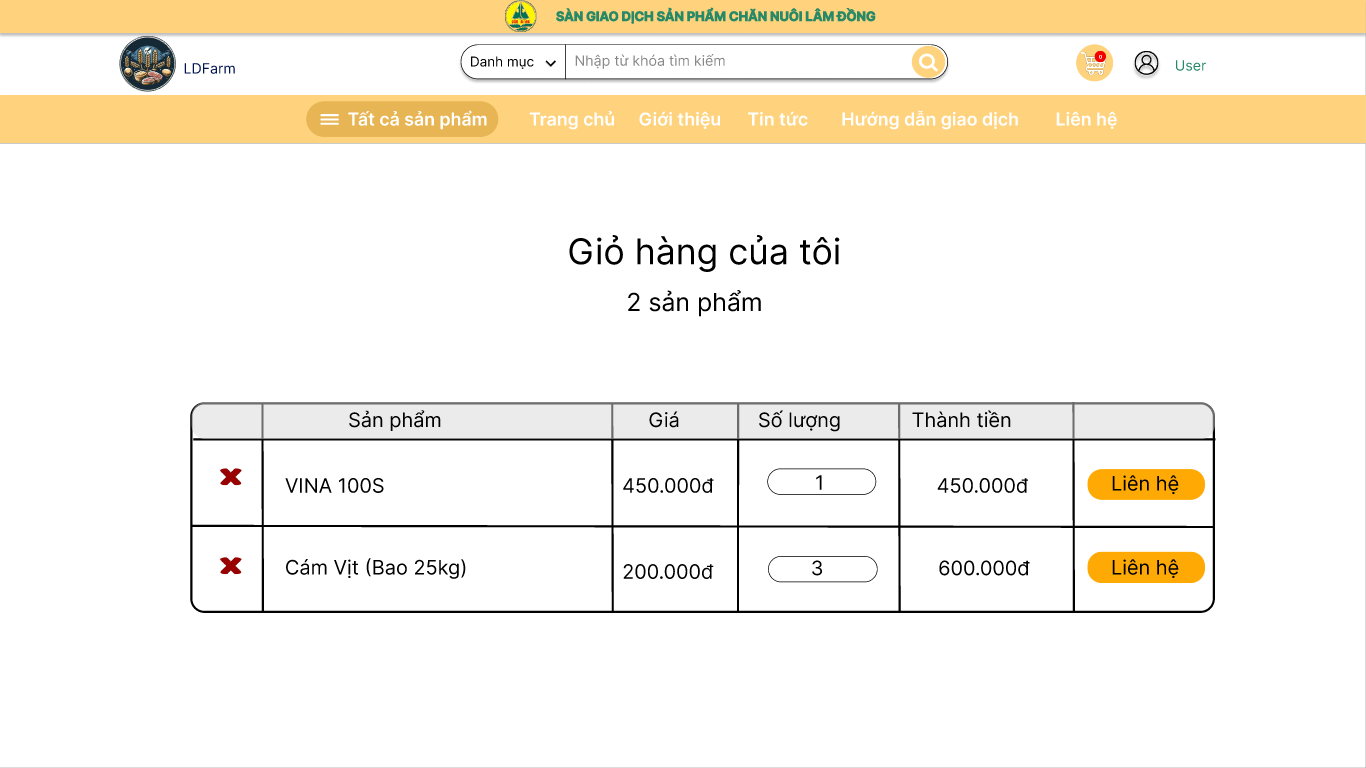 SÀN GIAO DỊCH SẢN PHẨM CHĂN NUÔI LÂM ĐỒNG
LDFarm
Danh mục
Nhập từ khóa tìm kiếm
0
User
Tất cả sản phẩm
Trang chủ
Giới thiệu
Tin tức
Hướng dẫn giao dịch
Liên hệ
Giỏ hàng của tôi
2 sản phẩm
Sản phẩm Giá Số lượng Thành tiền
VINA 100S 450.000đ 1 450.000đ Liên hệ
Cám Vịt (Bao 25kg) 200.000đ 3 600.000đ Liên hệ